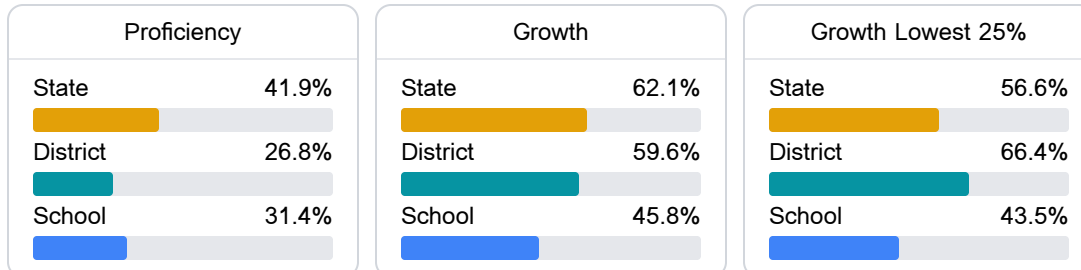 Proficiency
State 41.9%
District 26.8%
School 31.4%
Growth
State 62.1%
District 59.6%
School 45.8%
Growth Lowest 25%
State 56.6%
District 66.4%
School 43.5%